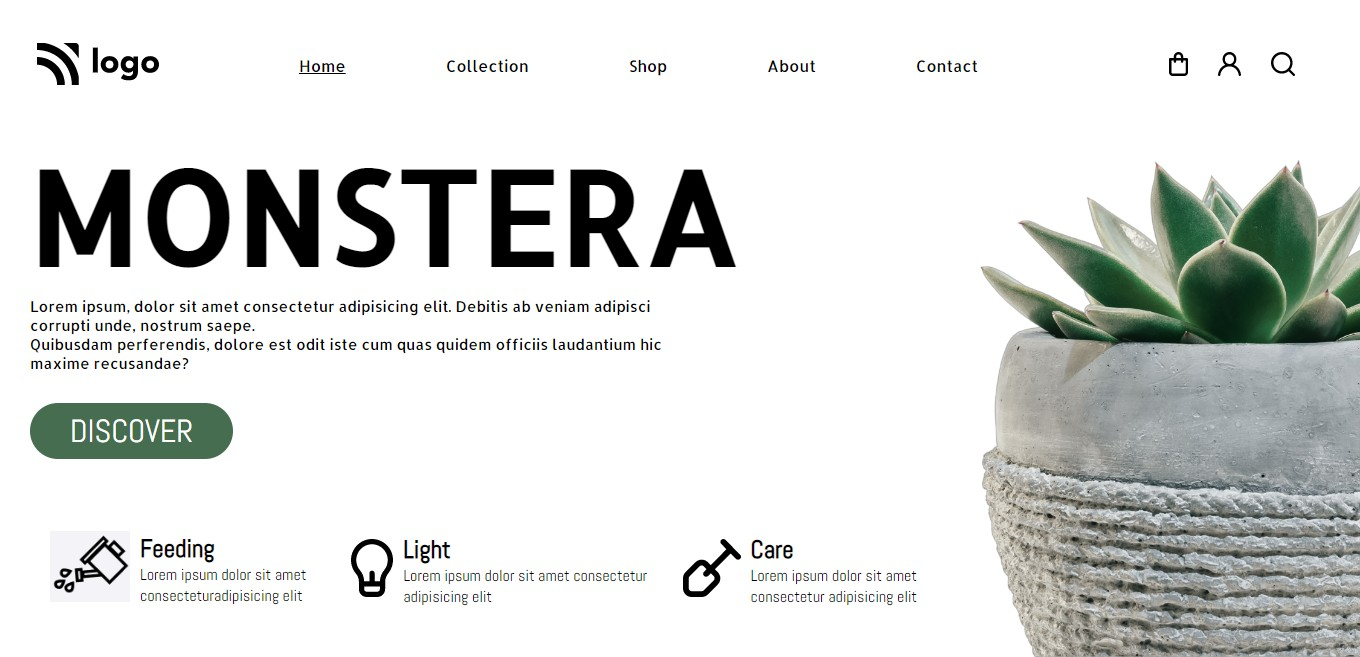 logo
Home
Collection
Shop
About
Contact
MONSTERA
Lorem ipsum, dolor sit amet consectetur adipisicing elit. Debitis ab veniam adipisci
corrupti unde, nostrum saepe.
Quibusdam perferendis, dolore est odit iste cum quas quidem officiis laudantium hic
maxime recusandae?
DISCOVER
Feeding
Lorem ipsum dolor sit amet
consecteturadipisicing elit
Light
Lorem ipsum dolor sit amet consectetur
adipisicing elit
Care
Lorem ipsum dolor sit amet
consectetur adipisicing elit